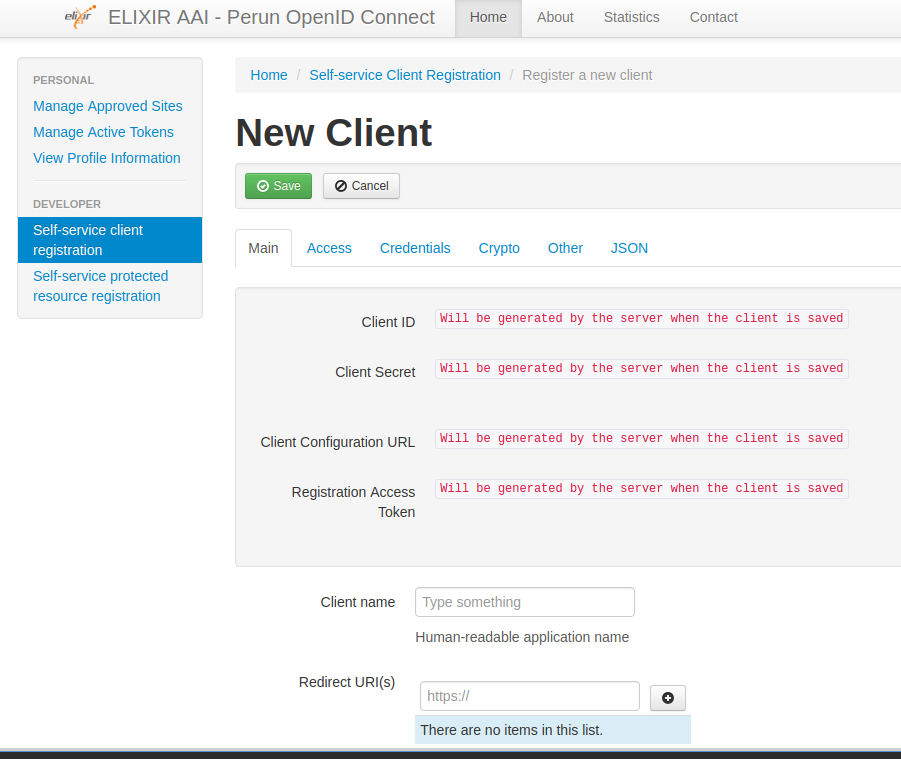 elixir ELIXIR AAI - Perun OpenID Connect Home About Statistics Contact
PERSONAL
Manage Approved Sites
Manage Active Tokens
View Profile Information
DEVELOPER
Self-service client
registration
Self-service protected
resource registration
Home / Self-service Client Registration / Register a new client
New Client
Save Cancel
Main Access Credentials Crypto Other JSON
Client ID Will be generated by the server when the client is saved
Client Secret Will be generated by the server when the client is saved
Client Configuration URL Will be generated by the server when the client is saved
Registration Access Will be generated by the server when the client is saved
Token
Client name Type something
Human-readable application name
Redirect URI(s)
https://
There are no items in this list.